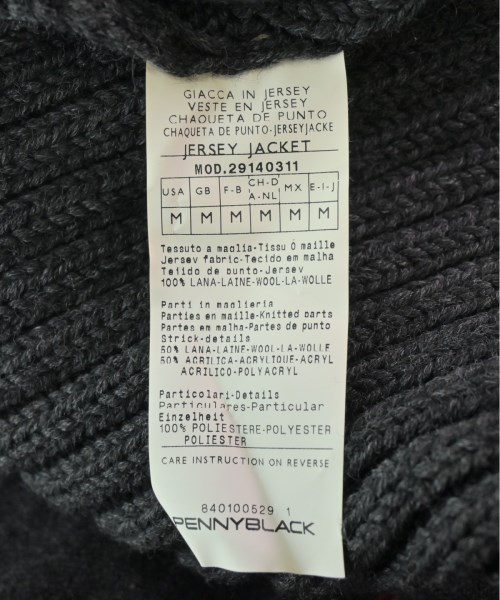 GIACCA IN JERSEY
VESTE EN JERSEY
CHAQUETA DE PUNTO
CHAQUETA DE PUNTO-JERSEYJACKE
JERSEY JACKET
MOD.29140311
USA GB F-B CH-D A-NL MX E-I-J
M M M M M M
Tessuto a maglia-Tissu Ó maille
Jersey fabric-Tecido em malha
Tejido de punto-Jersey
100% LANA-LAINE-WOOL-LA-WOLLE
Parti in maglieria
Parties en maille-Knitted parts
Partes em malha-Partes de punto
Strick-details
50% LANA-LAINE-WOOL-LA-WOLLE
50% ACRILICA-ACRYLIQUE-ACRYL
ACRILICO-POLYACRYL
Particolari-Details
Particulares-Particular
Einzelheit
100% POLIESTERE-POLYESTER
POLIESTER
CARE INSTRUCTION ON REVERSE
840100529 1
PENNYBLACK